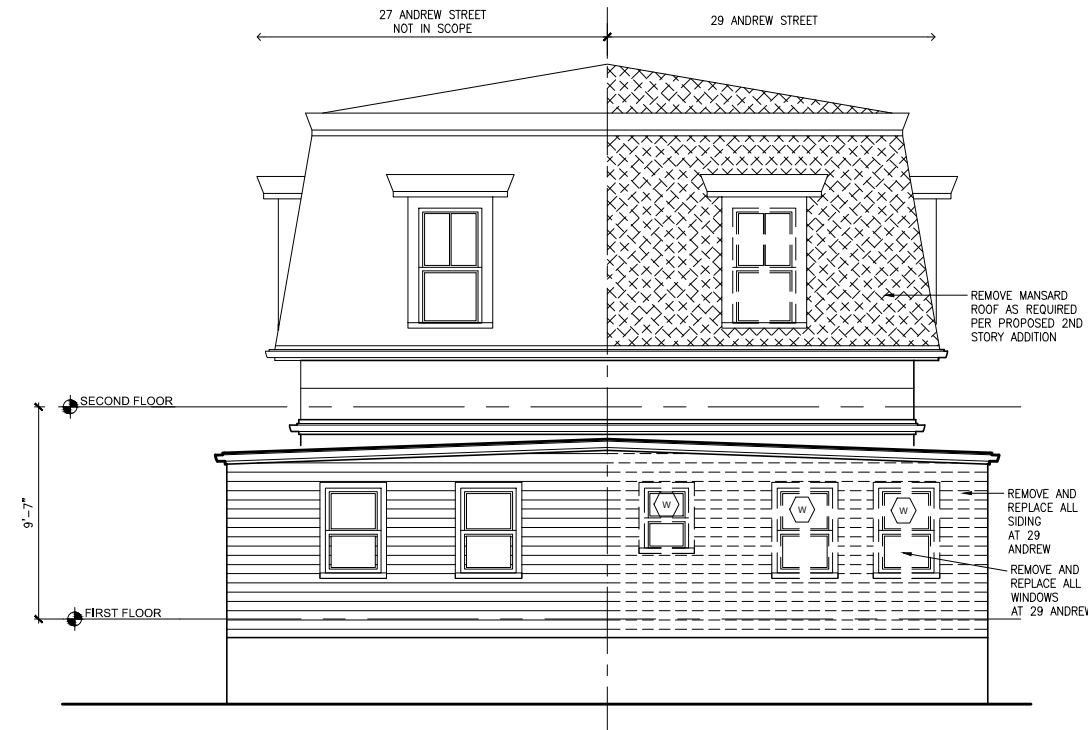 27 ANDREW STREET
NOT IN SCOPE
29 ANDREW STREET
REMOVE MANSARD
ROOF AS REQUIRED
PER PROPOSED 2ND
STORY ADDITION
SECOND FLOOR
9'-7"
W
W
W
REMOVE AND
REPLACE ALL
SIDING
AT 29
ANDREW
REMOVE AND
REPLACE ALL
WINDOWS
AT 29 ANDREW
FIRST FLOOR